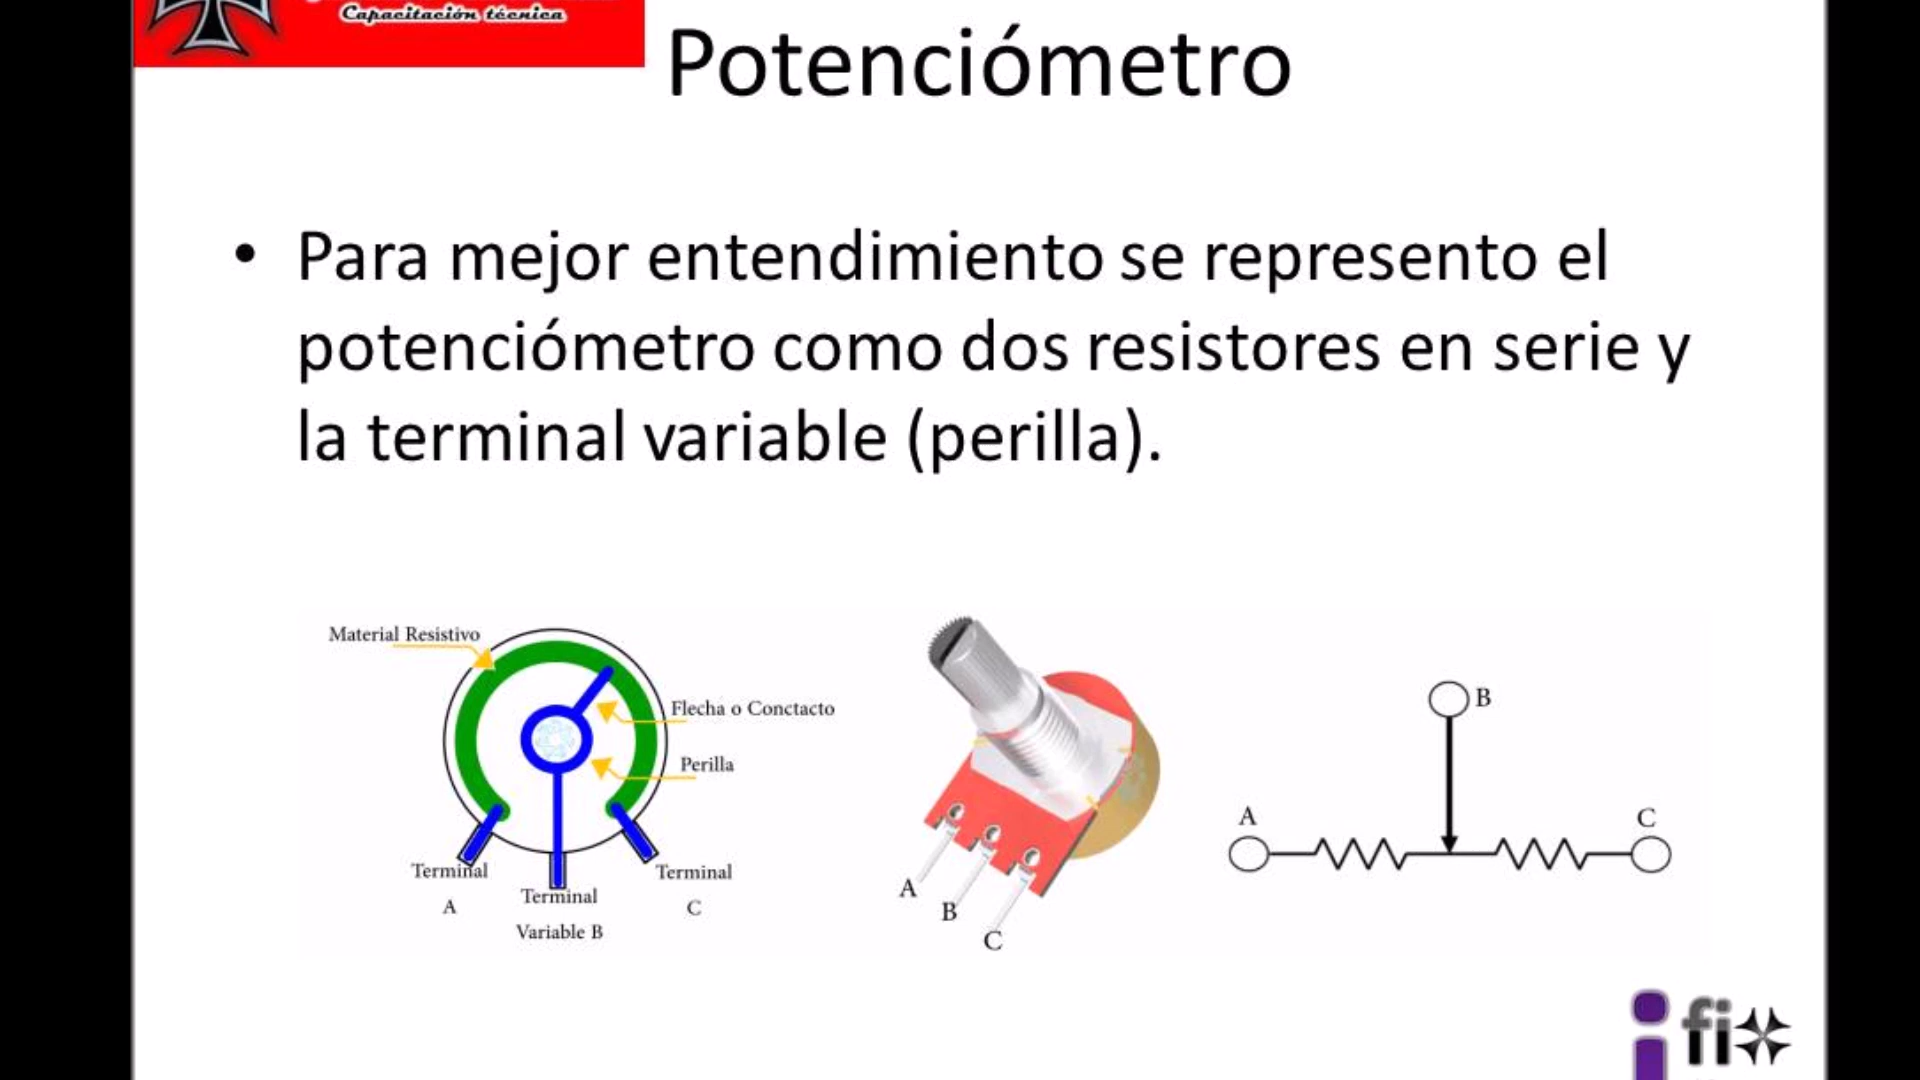 Capacitación técnica
Potenciómetro
• Para mejor entendimiento se represento el
potenciómetro como dos resistores en serie y
la terminal variable (perilla).
Material Resistivo
Flecha o Conctacto
Perilla
Terminal
A
Terminal
Variable B
Terminal
C
A
B
C
B
A
C
fi